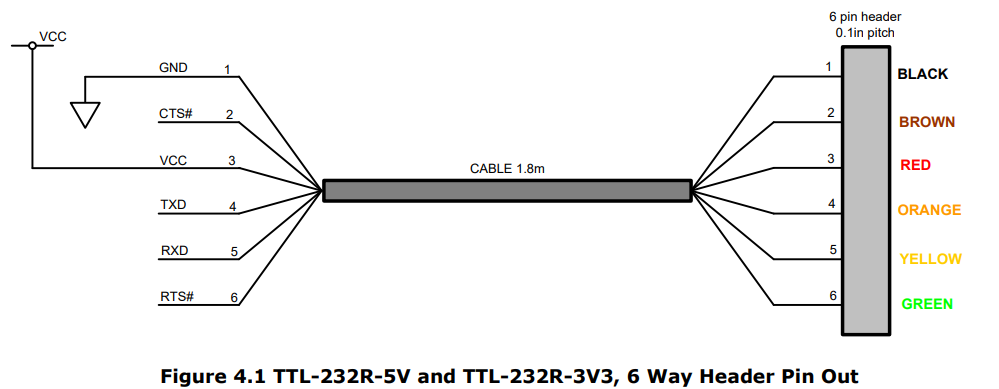 6 pin header
0.1in pitch
VCC
GND 1
1 BLACK
CTS# 2
2 BROWN
VCC 3
3 RED
CABLE 1.8m
TXD 4
4 ORANGE
RXD 5
5 YELLOW
RTS# 6
6 GREEN
Figure 4.1 TTL-232R-5V and TTL-232R-3V3, 6 Way Header Pin Out